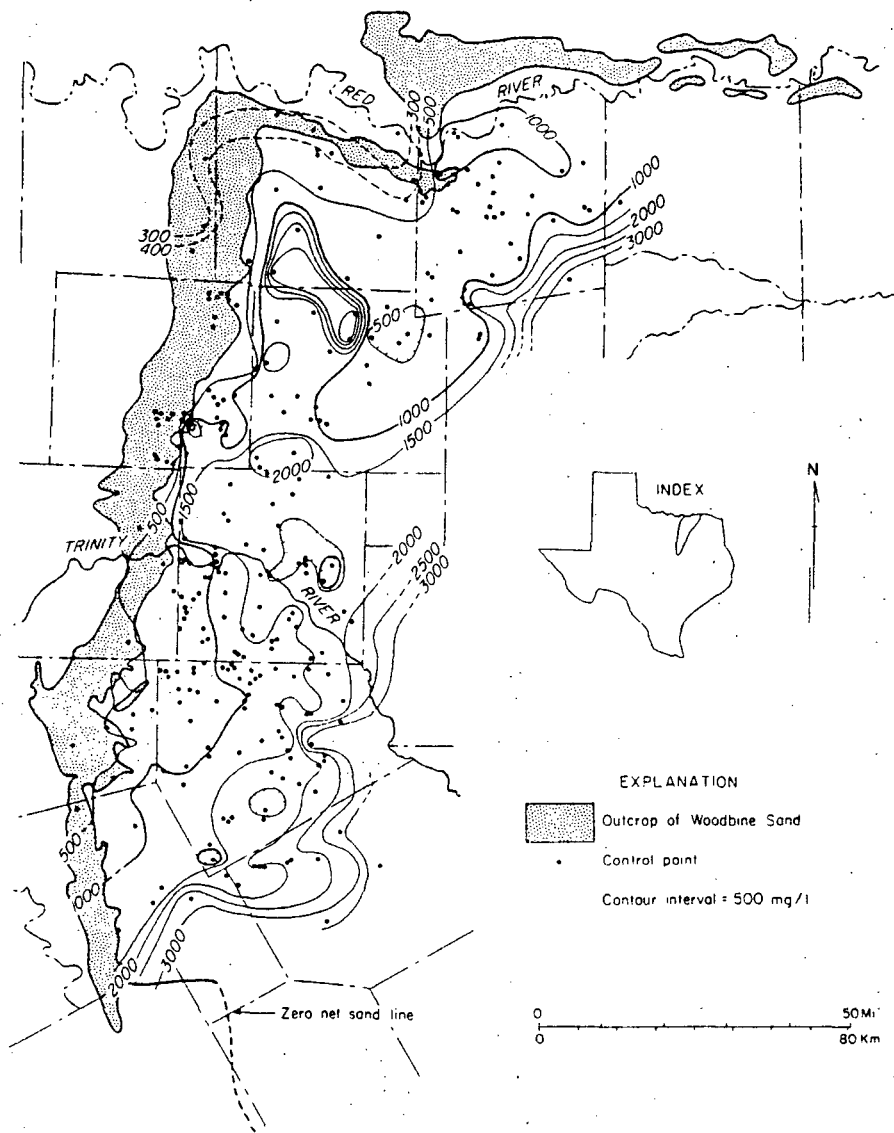 RED
RIVER
300
500
1000
1000
2000
3000
300
400
500
1000
1500
2000
500
1500
TRINITY
RIVER
2000
2500
3000
INDEX
N
EXPLANATION
Outcrop of Woodbine Sand
Control point
Contour interval = 500 mg/l
500
1000
2000
3000
Zero net sand line
0 50 Mi
0 80 Km